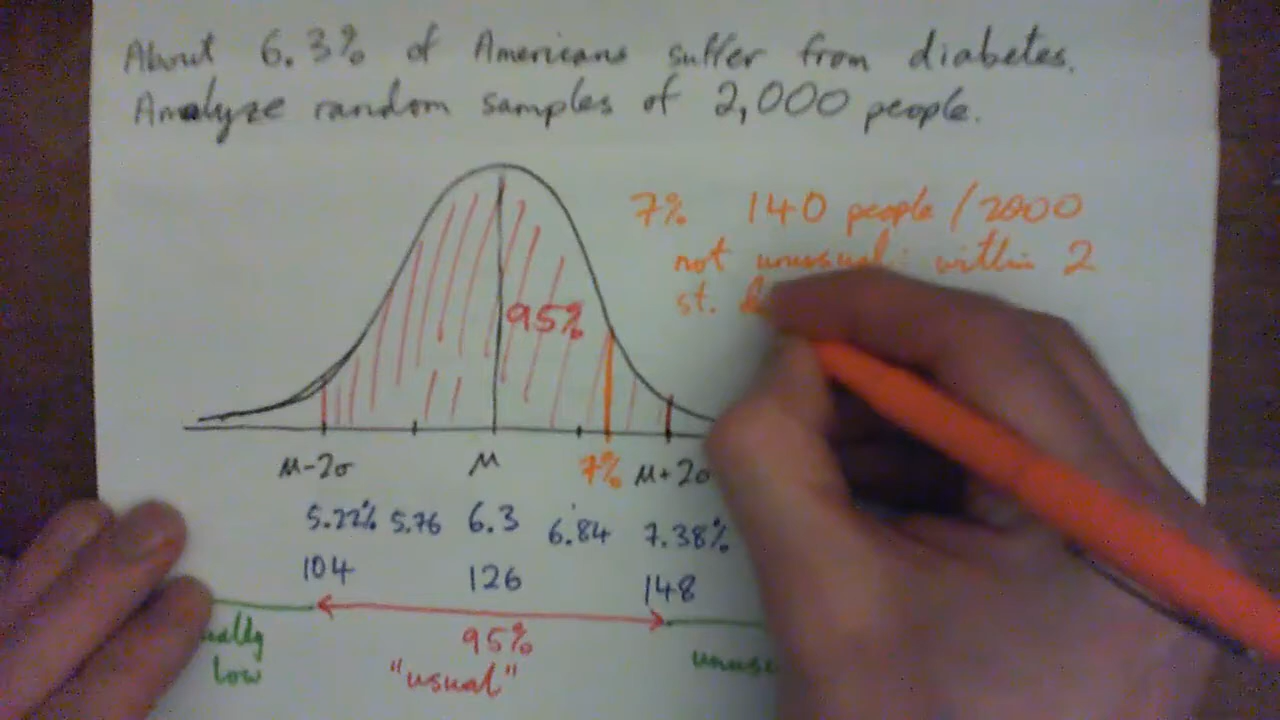 About 6.3% of Americans suffer from diabetes.
Analyze random samples of 2,000 people.
7% 140 people / 2000
not unusual: within 2
st.
95%
μ-2σ μ 7% μ+2σ
5.22% 5.76 6.3 6.84 7.38%
104 126 148
95%
"usual"
ually
low
unusu